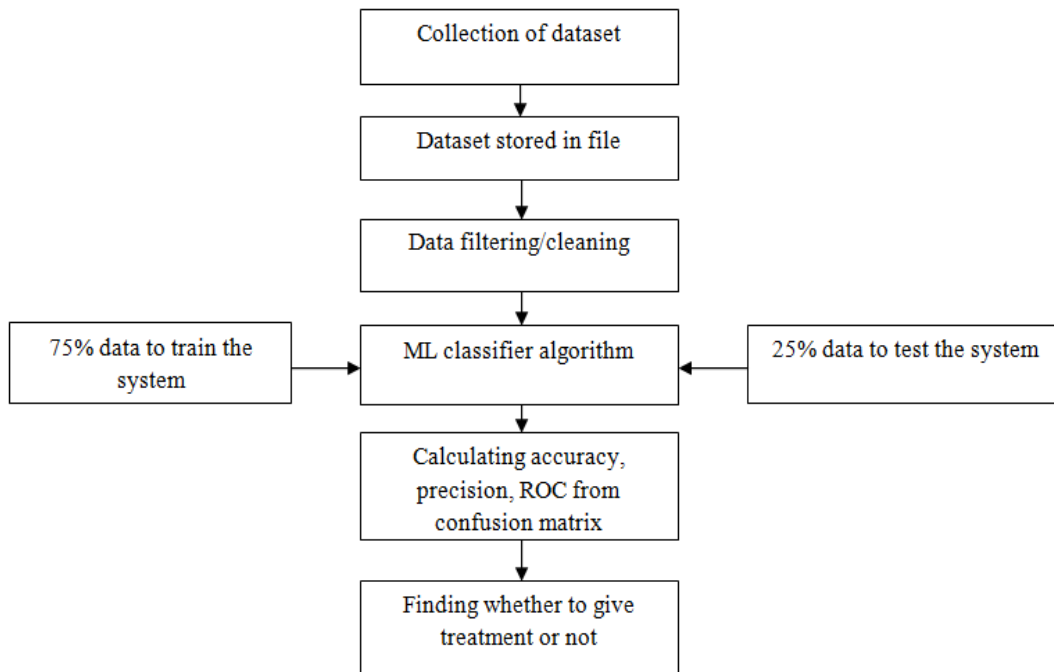 Collection of dataset
Dataset stored in file
Data filtering/cleaning
75% data to train the
system
ML classifier algorithm
25% data to test the system
Calculating accuracy,
precision, ROC from
confusion matrix
Finding whether to give
treatment or not